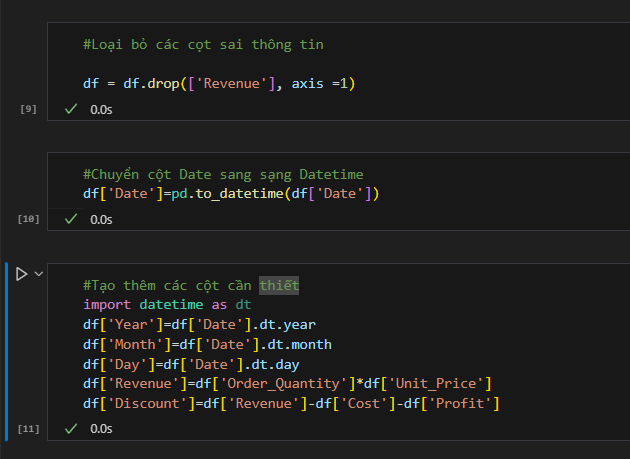 #Loại bỏ các cọt sai thông tin
df = df.drop(['Revenue'], axis =1)
[9]
0.0s
#Chuyển cột Date sang sạng Datetime
df['Date']=pd.to_datetime(df['Date'])
[10]
0.0s
#Tạo thêm các cột cần thiết
import datetime as dt
df['Year']=df['Date'].dt.year
df['Month']=df['Date'].dt.month
df['Day']=df['Date'].dt.day
df['Revenue']=df['Order_Quantity']*df['Unit_Price']
df['Discount']=df['Revenue']-df['Cost']-df['Profit']
[11]
0.0s